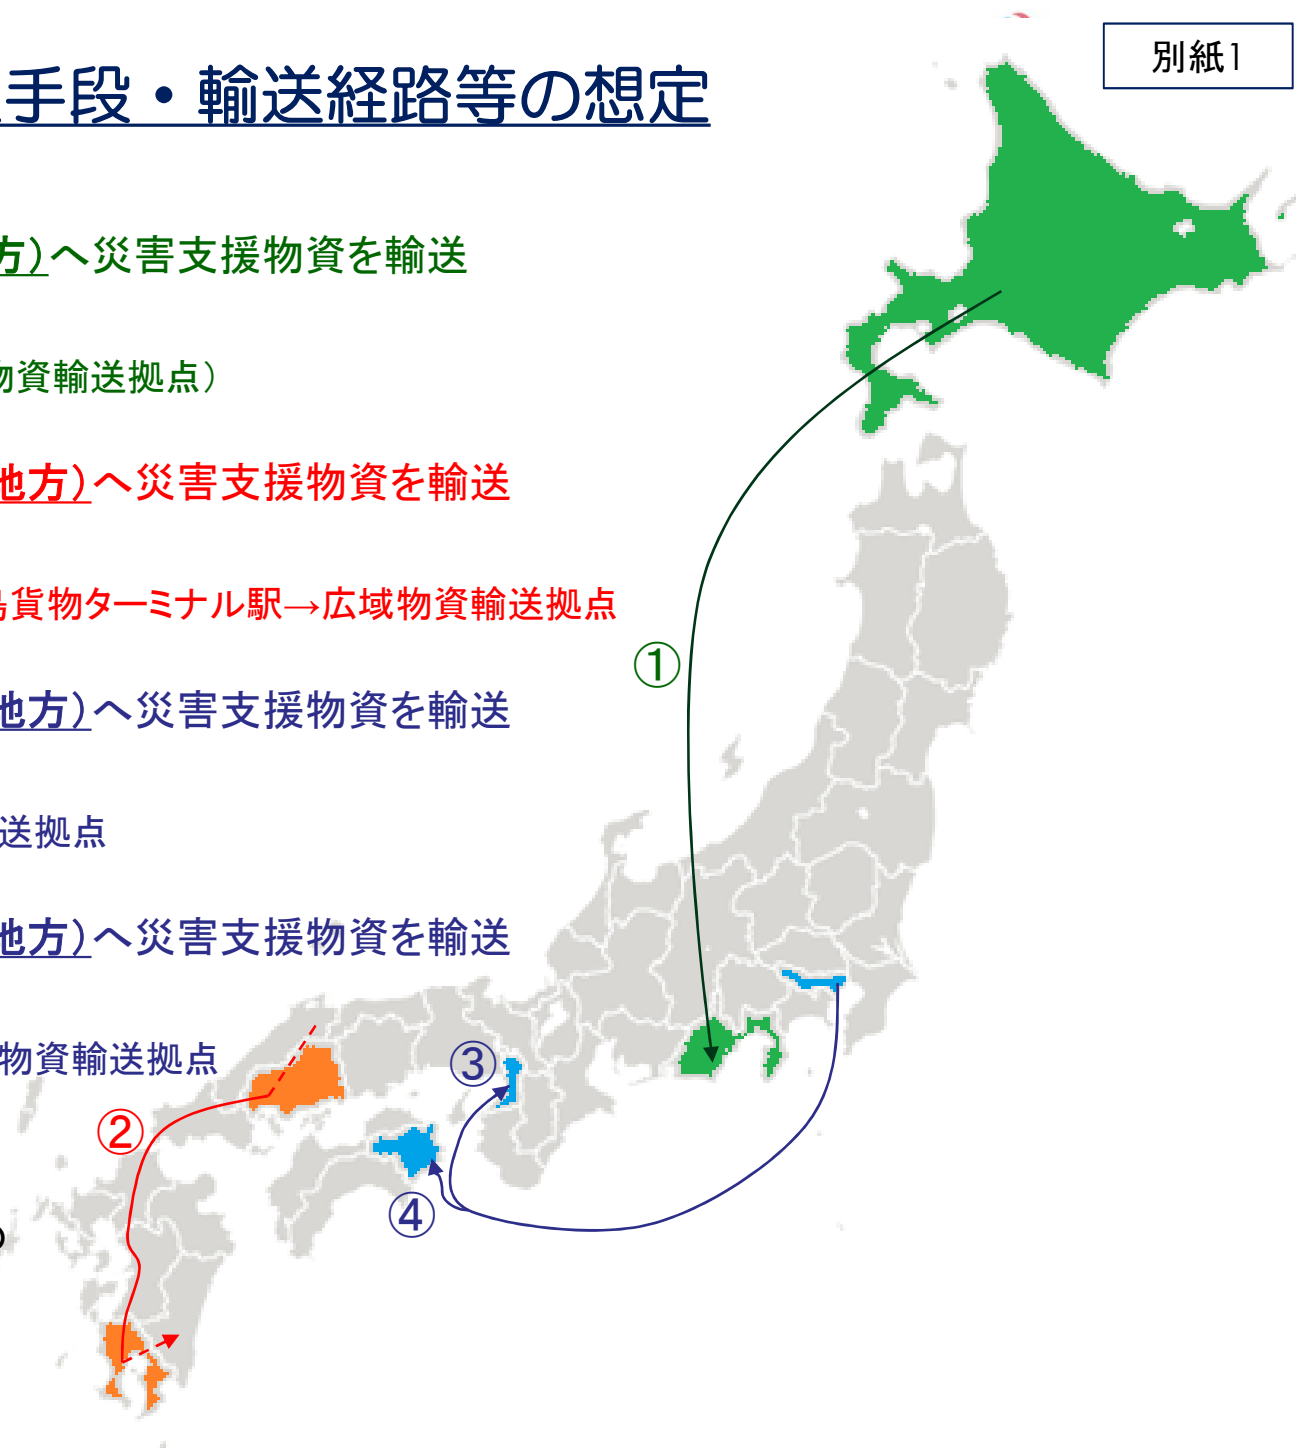 別紙1
手段・輸送経路等の想定
方)へ災害支援物資を輸送
物資輸送拠点)
地方)へ災害支援物資を輸送
島貨物ターミナル駅→広域物資輸送拠点
①
地方)へ災害支援物資を輸送
送拠点
地方)へ災害支援物資を輸送
物資輸送拠点
③
②
④